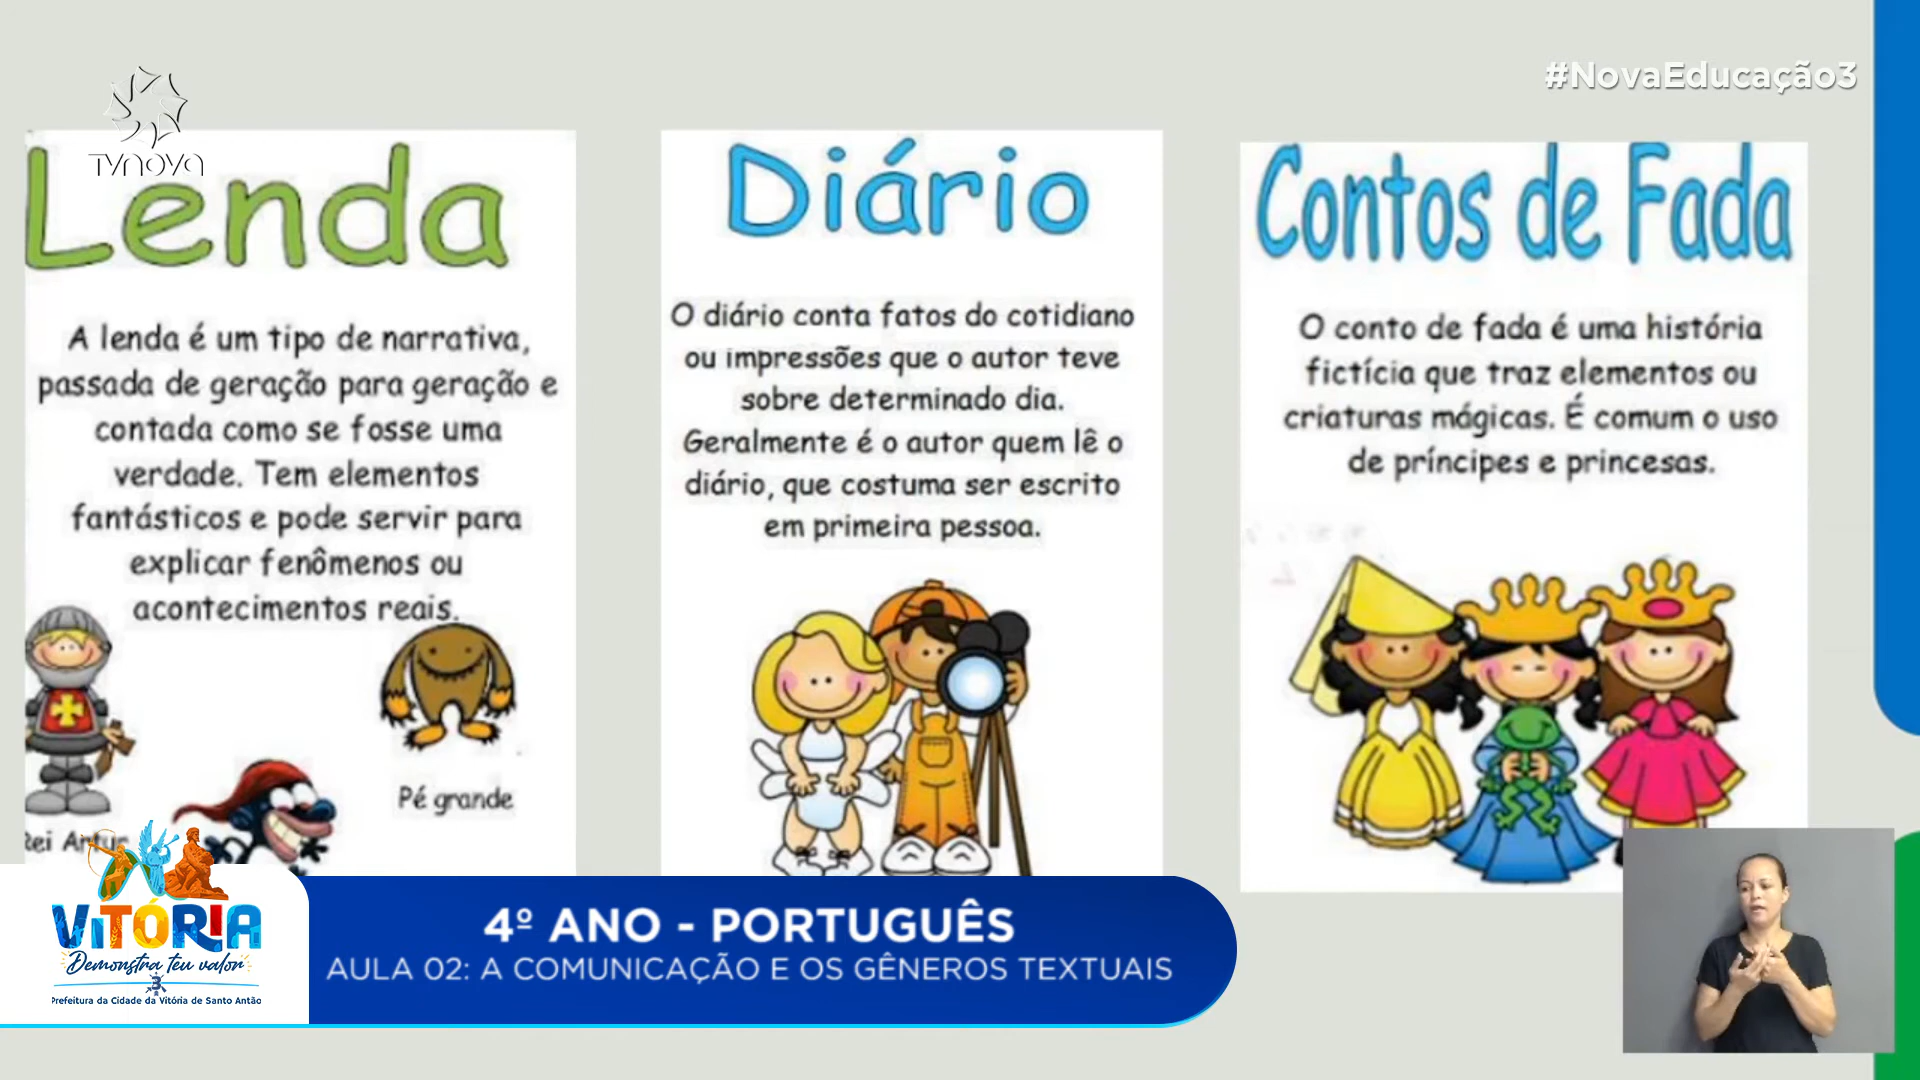 #NovaEducação3
TVNOVA
Lenda
A lenda é um tipo de narrativa,
passada de geração para geração e
contada como se fosse uma
verdade. Tem elementos
fantásticos e pode servir para
explicar fenômenos ou
acontecimentos reais.
Pé grande
Rei Artur
Diário
O diário conta fatos do cotidiano
ou impressões que o autor teve
sobre determinado dia.
Geralmente é o autor quem lê o
diário, que costuma ser escrito
em primeira pessoa.
Contos de Fada
O conto de fada é uma história
fictícia que traz elementos ou
criaturas mágicas. É comum o uso
de príncipes e princesas.
VITÓRIA
Demonstra teu valor
3
Prefeitura da Cidade da Vitória de Santo Antão
4º ANO - PORTUGUÊS
AULA 02: A COMUNICAÇÃO E OS GÊNEROS TEXTUAIS